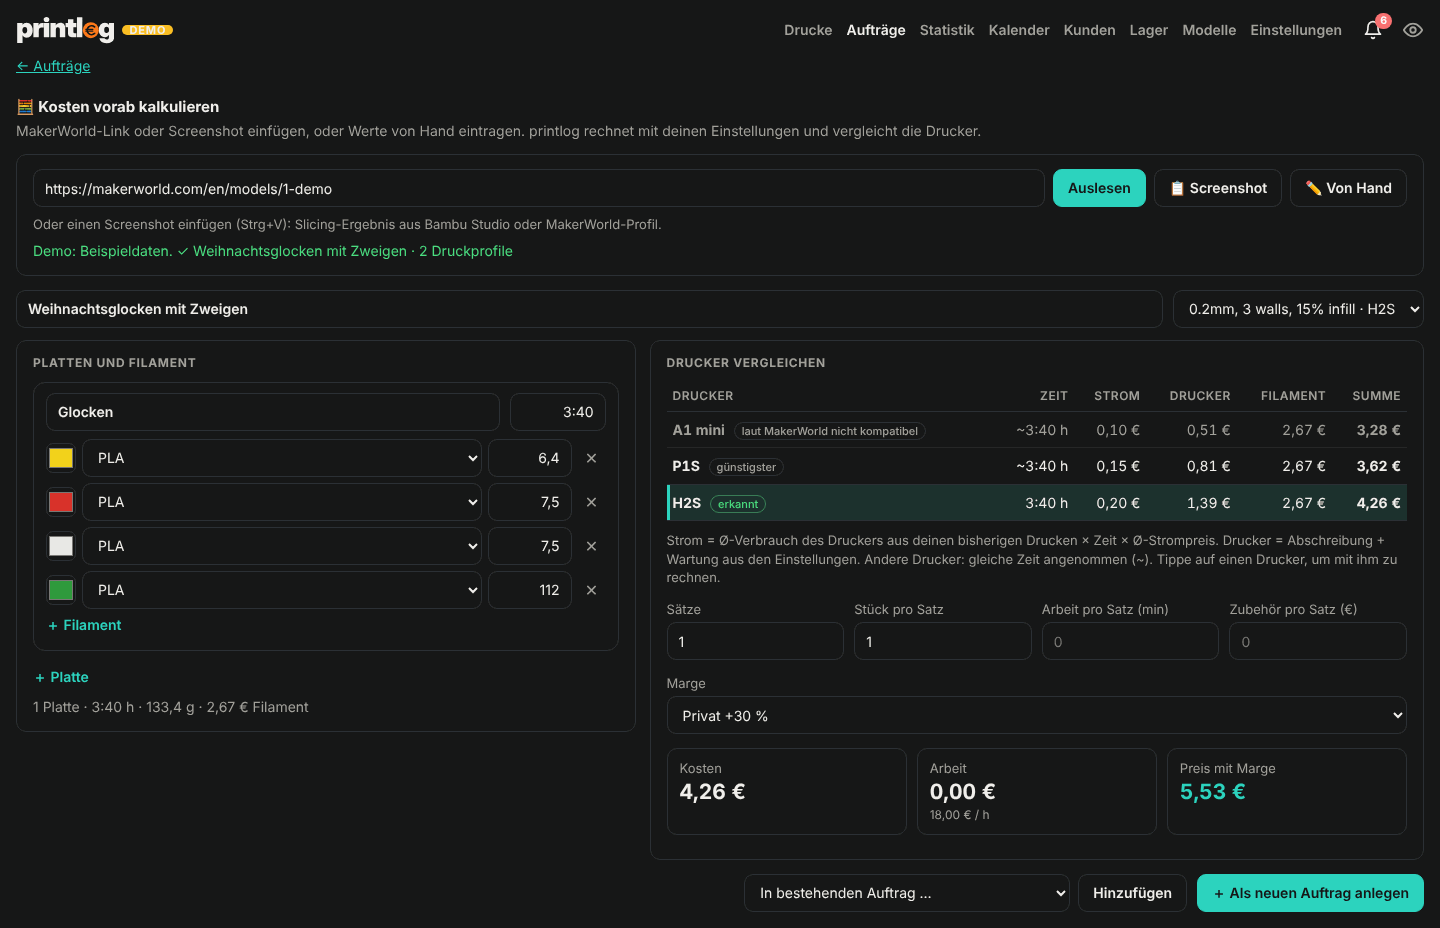 printlog DEMO
Drucke Aufträge Statistik Kalender Kunden Lager Modelle Einstellungen 6
← Aufträge
🧮 Kosten vorab kalkulieren
MakerWorld-Link oder Screenshot einfügen, oder Werte von Hand eintragen. printlog rechnet mit deinen Einstellungen und vergleicht die Drucker.
https://makerworld.com/en/models/1-demo
Auslesen
📋 Screenshot
✏️ Von Hand
Oder einen Screenshot einfügen (Strg+V): Slicing-Ergebnis aus Bambu Studio oder MakerWorld-Profil.
Demo: Beispieldaten. ✓ Weihnachtsglocken mit Zweigen · 2 Druckprofile
Weihnachtsglocken mit Zweigen
0.2mm, 3 walls, 15% infill · H2S
PLATTEN UND FILAMENT
Glocken 3:40
PLA 6,4 ✕
PLA 7,5 ✕
PLA 7,5 ✕
PLA 112 ✕
+ Filament
+ Platte
1 Platte · 3:40 h · 133,4 g · 2,67 € Filament
DRUCKER VERGLEICHEN
DRUCKER ZEIT STROM DRUCKER FILAMENT SUMME
A1 mini laut MakerWorld nicht kompatibel ~3:40 h 0,10 € 0,51 € 2,67 € 3,28 €
P1S günstigster ~3:40 h 0,15 € 0,81 € 2,67 € 3,62 €
H2S erkannt 3:40 h 0,20 € 1,39 € 2,67 € 4,26 €
Strom = Ø-Verbrauch des Druckers aus deinen bisherigen Drucken × Zeit × Ø-Strompreis. Drucker = Abschreibung +
Wartung aus den Einstellungen. Andere Drucker: gleiche Zeit angenommen (~). Tippe auf einen Drucker, um mit ihm zu
rechnen.
Sätze Stück pro Satz Arbeit pro Satz (min) Zubehör pro Satz (€)
1 1 0 0
Marge
Privat +30 %
Kosten
4,26 €
Arbeit
0,00 €
18,00 € / h
Preis mit Marge
5,53 €
In bestehenden Auftrag ...
Hinzufügen
+ Als neuen Auftrag anlegen